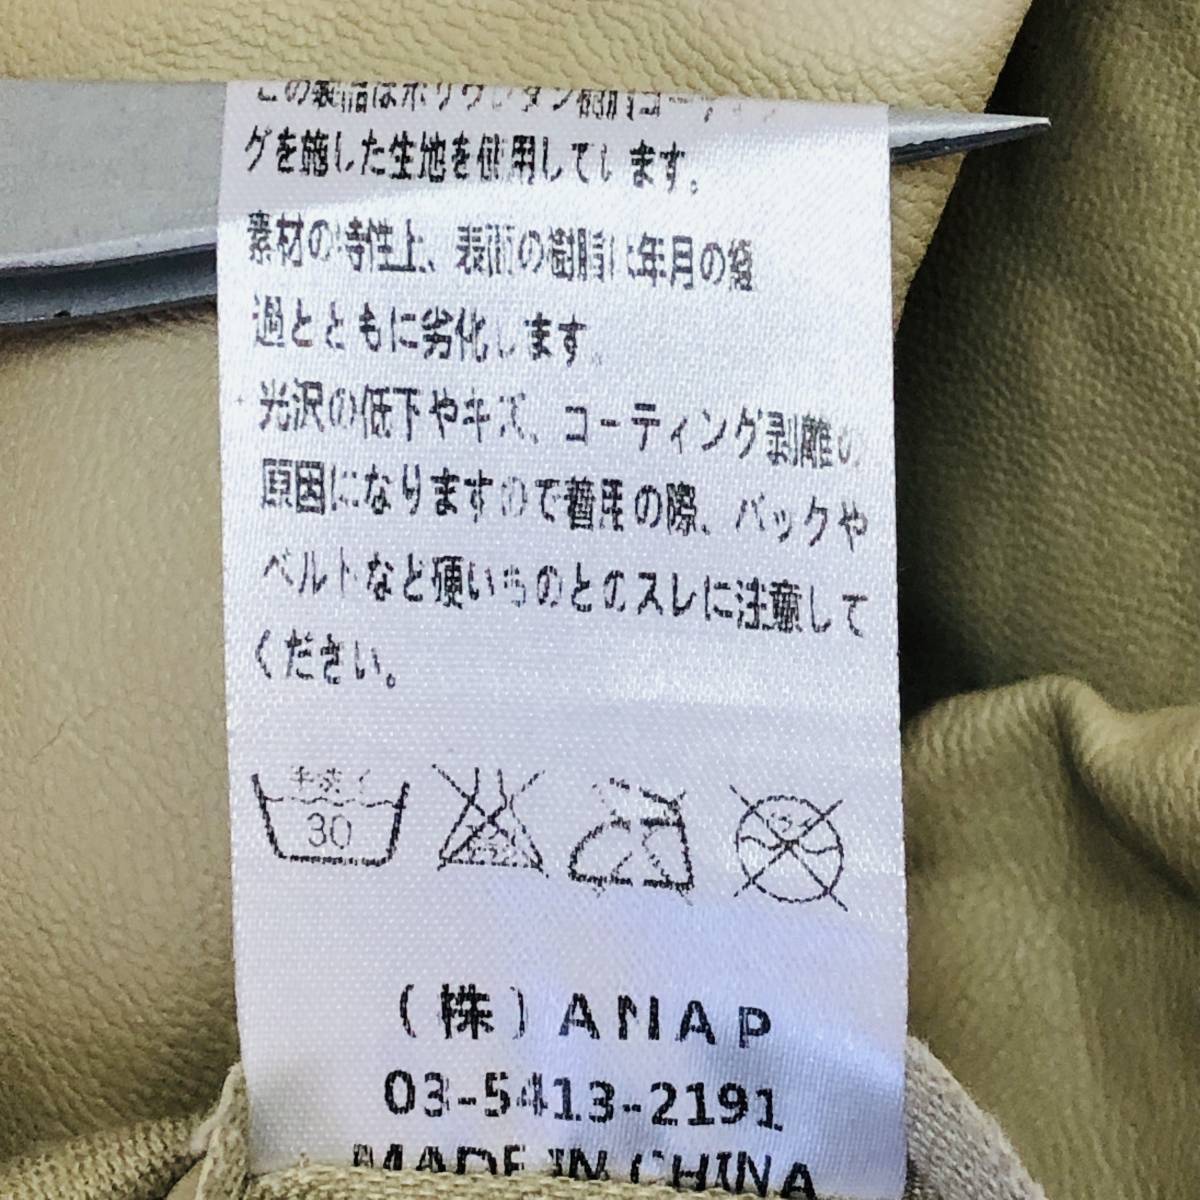 この製品はポリウレタン樹脂コーティン
グを施した生地を使用しています。
素材の特性上、表面の樹脂は年月の経
過とともに劣化します。
光沢の低下やキズ、コーティング剥離の
原因になりますので着用の際、バックや
ベルトなど硬いものとのスレに注意して
ください。
手洗イ
30
(株)ANAP
03-5413-2191
MADE IN CHINA